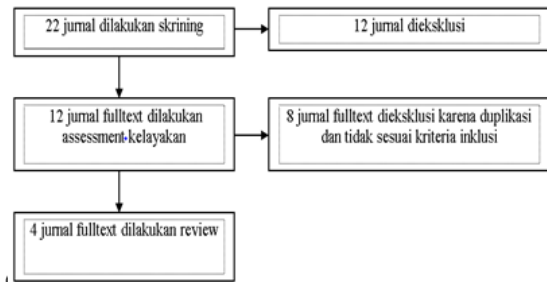 22 jurnal dilakukan skrining
12 jurnal dieksklusi
12 jurnal fulltext dilakukan
assessment kelayakan
8 jurnal fulltext dieksklusi karena duplikasi
dan tidak sesuai kriteria inklusi
4 jurnal fulltext dilakukan review